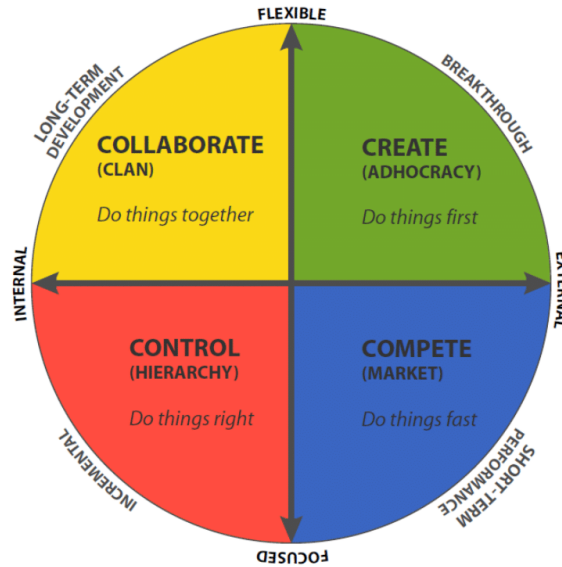 FLEXIBLE
LONG-TERM
DEVELOPMENT
BREAKTHROUGH
COLLABORATE
(CLAN)
Do things together
CREATE
(ADHOCRACY)
Do things first
INTERNAL
EXTERNAL
CONTROL
(HIERARCHY)
Do things right
COMPETE
(MARKET)
Do things fast
INCREMENTAL
SHORT-TERM
PERFORMANCE
FOCUSED